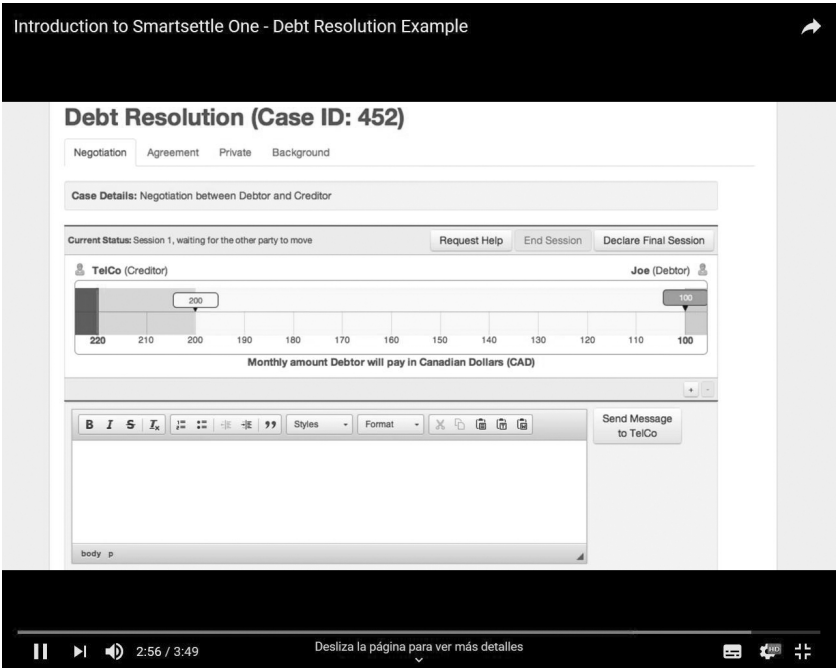 Introduction to Smartsettle One - Debt Resolution Example
Debt Resolution (Case ID: 452)
Negotiation Agreement Private Background
Case Details: Negotiation between Debtor and Creditor
Current Status: Session 1, waiting for the other party to move Request Help End Session Declare Final Session
TelCo (Creditor) Joe (Debtor)
200 100
220 210 200 190 180 170 160 150 140 130 120 110 100
Monthly amount Debtor will pay in Canadian Dollars (CAD)
+ -
B I S Ix Styles Format
Send Message
to TelCo
body p
2:56 / 3:49 Desliza la página para ver más detalles HD